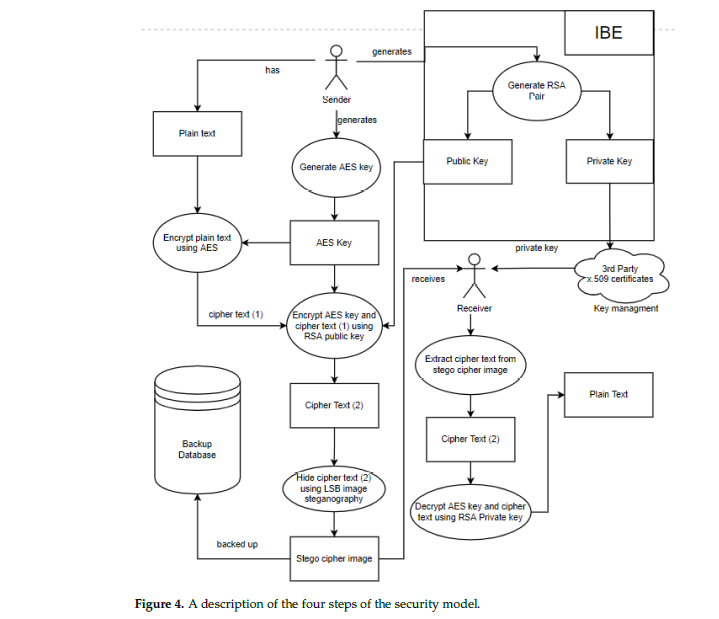 IBE
generates
has
Generate RSA
Pair
Sender
generates
Plain text
Generate AES key
Public Key
Private Key
Encrypt plain text
using AES
AES Key
private key
3rd Party
x.509 certificates
receives
Key managment
Receiver
cipher text (1)
Encrypt AES key and
cipher text (1) using
RSA public key
Extract cipher text from
stego cipher image
Plain Text
Cipher Text (2)
Cipher Text (2)
Backup
Database
Hide cipher text (2)
using LSB image
steganography
Decrypt AES key and cipher
text using RSA Private key
backed up
Stego cipher image
Figure 4. A description of the four steps of the security model.